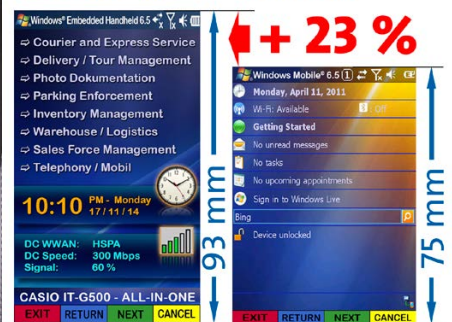 Windows® Embedded Handheld 6.5
⇨ Courier and Express Service
⇨ Delivery / Tour Management
⇨ Photo Dokumentation
⇨ Parking Enforcement
⇨ Inventory Management
⇨ Warehouse / Logistics
⇨ Sales Force Management
⇨ Telephony / Mobil
10:10 PM - Monday
17/11/14
DC WWAN: HSPA
DC Speed: 300 Mbps
Signal: 60 %
CASIO IT-G500 - ALL-IN-ONE
EXIT RETURN NEXT CANCEL
93 mm
+ 23 %
Windows Mobile® 6.5
Monday, April 11, 2011
Wi-Fi: Available : Off
Getting Started
No unread messages
No tasks
No upcoming appointments
Sign in to Windows Live
Bing
Device unlocked
EXIT RETURN NEXT CANCEL
75 mm